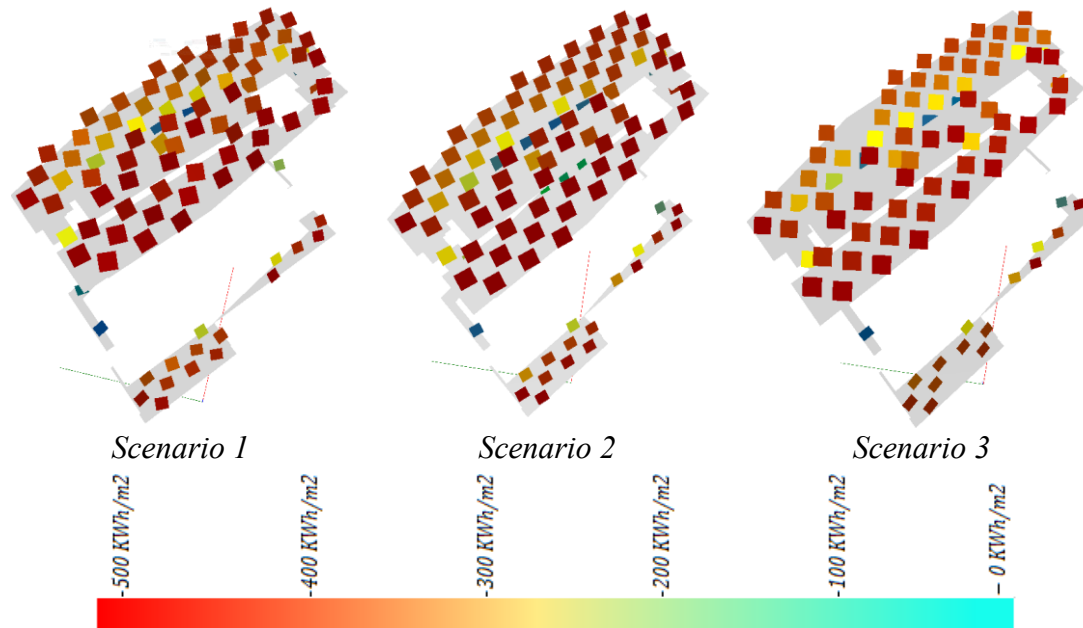 Scenario 1
Scenario 2
Scenario 3
-500 KWh/m2
-400 KWh/m2
-300 KWh/m2
-200 KWh/m2
-100 KWh/m2
- 0 KWh/m2